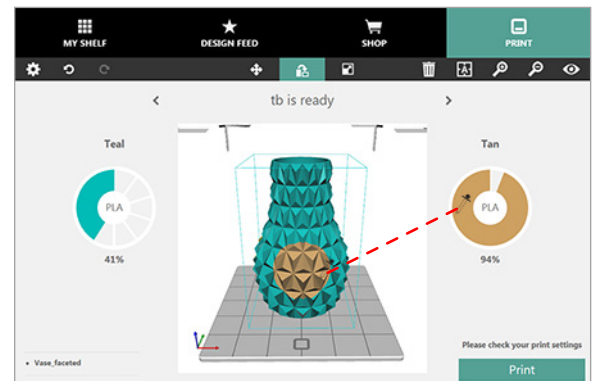 MY SHELF
DESIGN FEED
SHOP
PRINT
A
tb is ready
Teal
Tan
PLA
PLA
41%
94%
Please check your print settings
• Vase_faceted
Print